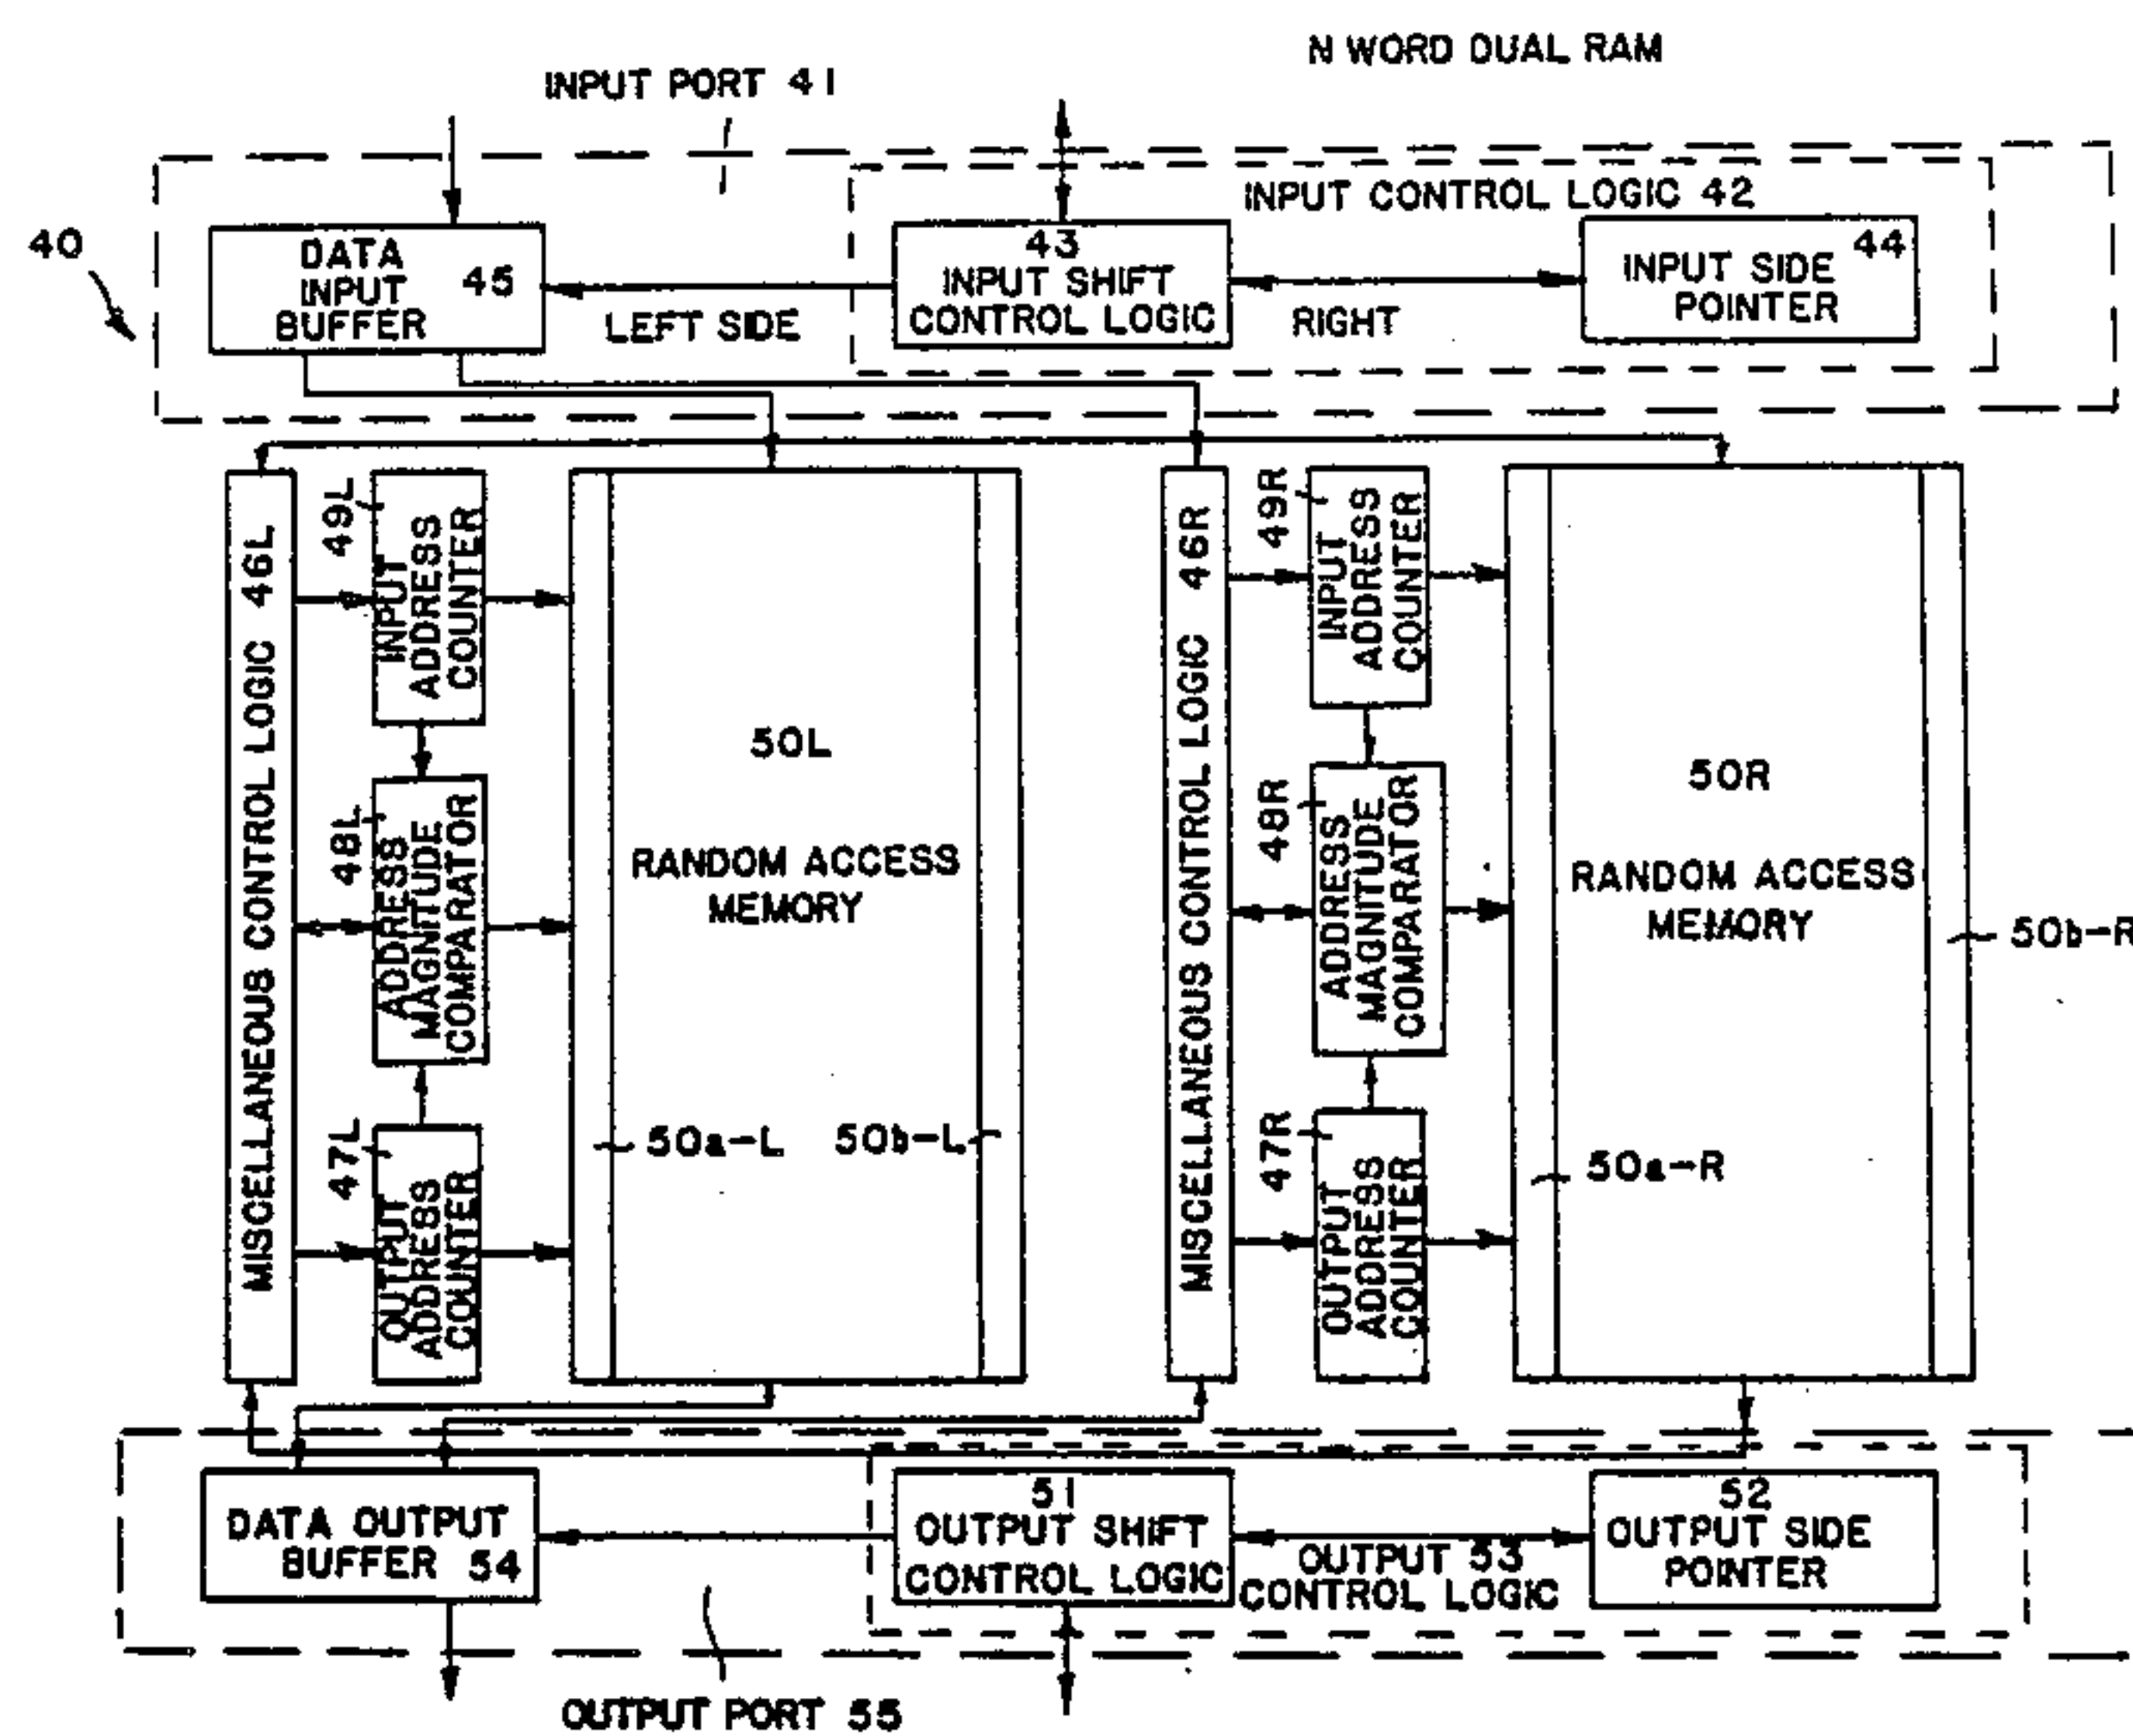 N WORD DUAL RAM
INPUT PORT 41
40
INPUT CONTROL LOGIC 42
DATA
INPUT
BUFFER
45
LEFT SIDE
43
INPUT SHIFT
CONTROL LOGIC
RIGHT
44
INPUT SIDE
POINTER
MISCELLANEOUS CONTROL LOGIC 46L
49L
INPUT
ADDRESS
COUNTER
48L
ADDRESS
MAGNITUDE
COMPARATOR
47L
OUTPUT
ADDRESS
COUNTER
50L
RANDOM ACCESS
MEMORY
50a-L
50b-L
MISCELLANEOUS CONTROL LOGIC 46R
49R
INPUT
ADDRESS
COUNTER
48R
ADDRESS
MAGNITUDE
COMPARATOR
47R
OUTPUT
ADDRESS
COUNTER
50R
RANDOM ACCESS
MEMORY
50b-R
50a-R
DATA OUTPUT
BUFFER 54
51
OUTPUT SHIFT
CONTROL LOGIC
OUTPUT 53
CONTROL LOGIC
52
OUTPUT SIDE
POINTER
OUTPUT PORT 55